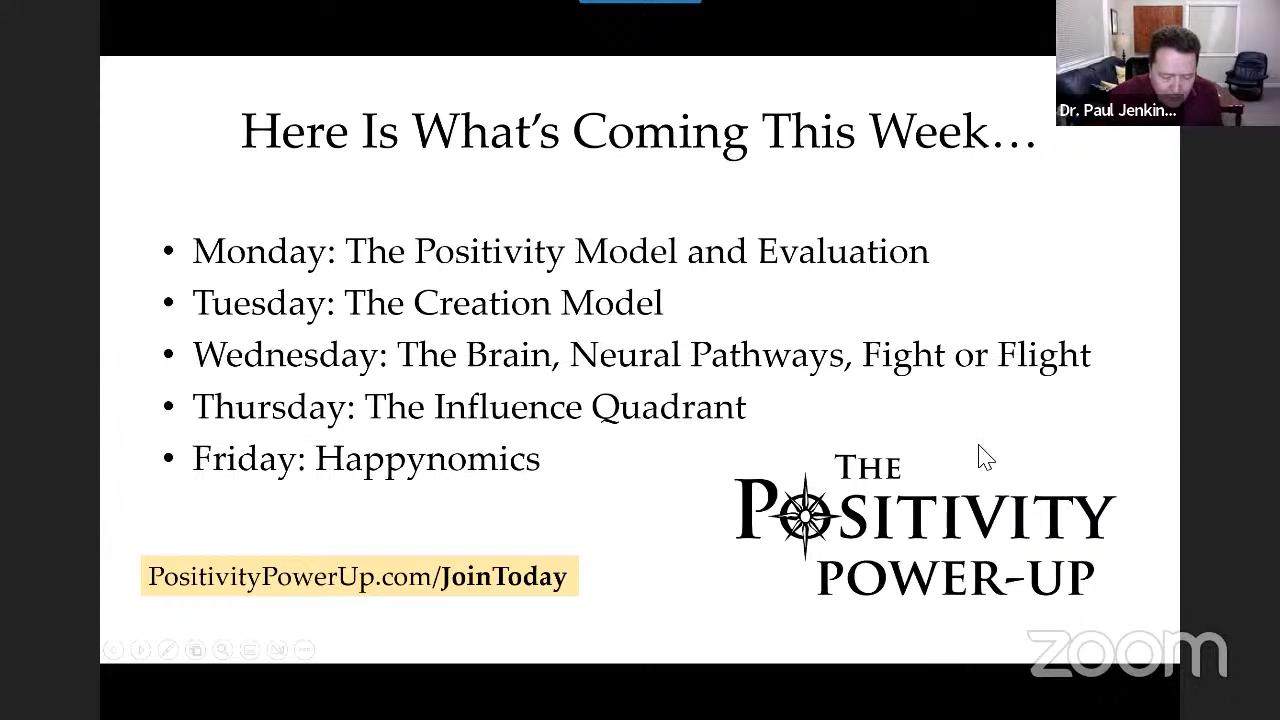 Dr. Paul Jenkin...
Here Is What’s Coming This Week…
• Monday: The Positivity Model and Evaluation
• Tuesday: The Creation Model
• Wednesday: The Brain, Neural Pathways, Fight or Flight
• Thursday: The Influence Quadrant
• Friday: Happynomics
THE
POSITIVITY
POWER-UP
PositivityPowerUp.com/JoinToday
zoom